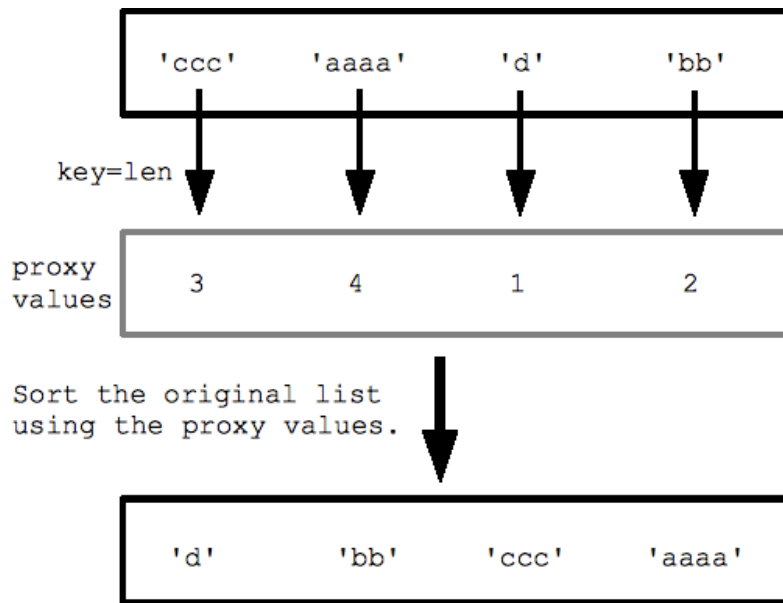 'ccc' 'aaaa' 'd' 'bb'
key=len
proxy
values
3 4 1 2
Sort the original list
using the proxy values.
'd' 'bb' 'ccc' 'aaaa'